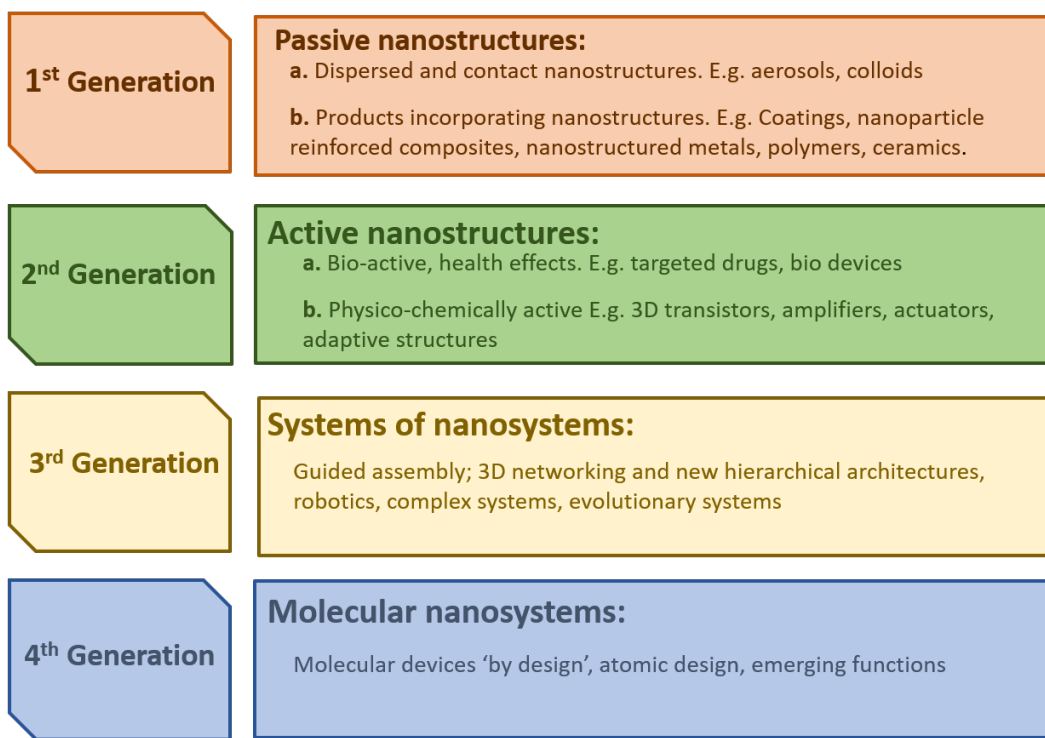 1st Generation
Passive nanostructures:
a. Dispersed and contact nanostructures. E.g. aerosols, colloids
b. Products incorporating nanostructures. E.g. Coatings, nanoparticle
reinforced composites, nanostructured metals, polymers, ceramics.
2nd Generation
Active nanostructures:
a. Bio-active, health effects. E.g. targeted drugs, bio devices
b. Physico-chemically active E.g. 3D transistors, amplifiers, actuators,
adaptive structures
3rd Generation
Systems of nanosystems:
Guided assembly; 3D networking and new hierarchical architectures,
robotics, complex systems, evolutionary systems
4th Generation
Molecular nanosystems:
Molecular devices ‘by design’, atomic design, emerging functions